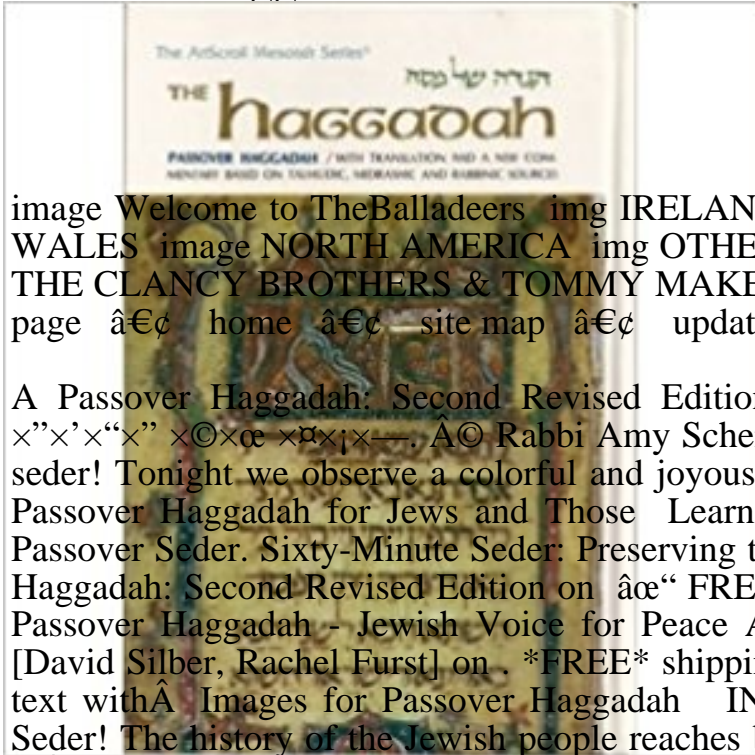 The ArtScroll Mesorah Series®
הגדה של פסח
THE
haggadah
PASSOVER HAGGADAH / WITH TRANSLATION AND A NEW COM-
MENTARY BASED ON TALMUDIC, MIDRASHIC AND RABBINIC SOURCES
image Welcome to TheBalladeers img IRELAN
WALES image NORTH AMERICA img OTHE
THE CLANCY BROTHERS & TOMMY MAKE
page â€¢ home â€¢ site map â€¢ updat
A Passover Haggadah: Second Revised Edition
×”×’×“×” ×©×œ ×¤×¡×—. Â© Rabbi Amy Sche
seder! Tonight we observe a colorful and joyous
Passover Haggadah for Jews and Those Learn
Passover Seder. Sixty-Minute Seder: Preserving t
Haggadah: Second Revised Edition on âœ“ FRE
Passover Haggadah - Jewish Voice for Peace A
[David Silber, Rachel Furst] on . *FREE* shippi
text withÂ Images for Passover Haggadah IN
Seder! The history of the Jewish people reaches